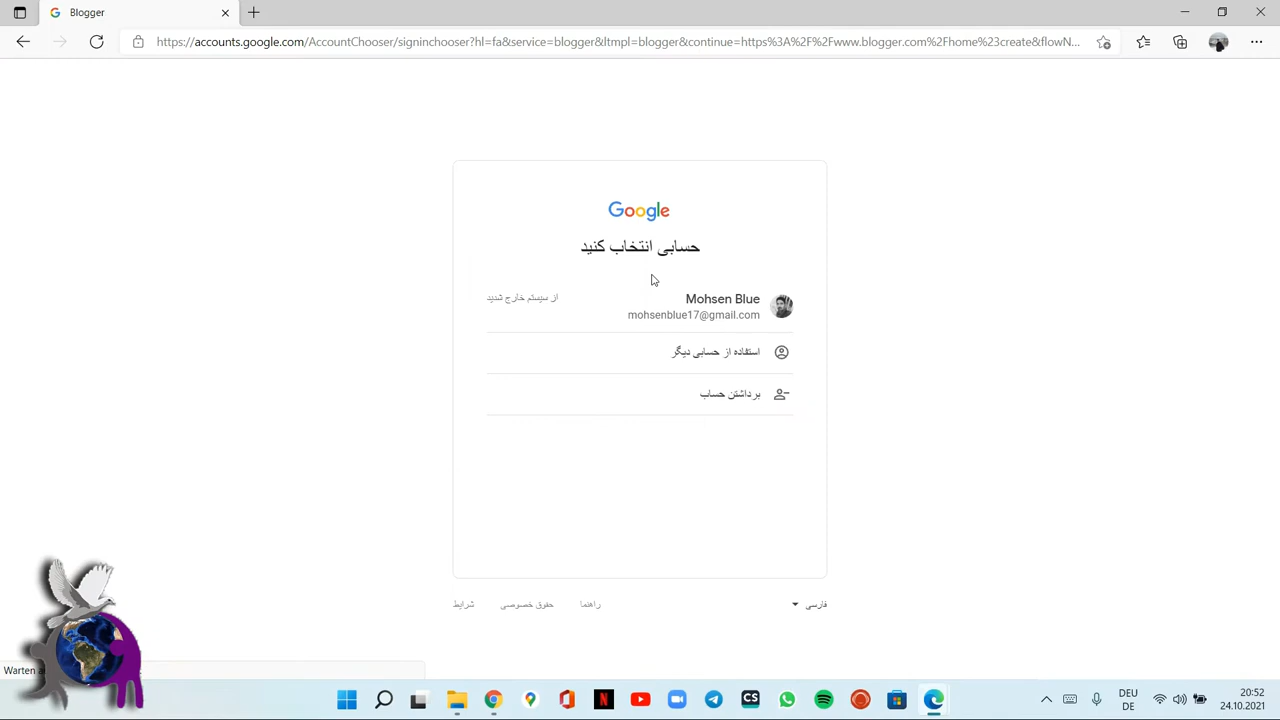 Blogger
https://accounts.google.com/AccountChooser/signinchooser?hl=fa&service=blogger&ltmpl=blogger&continue=https%3A%2F%2Fwww.blogger.com%2Fhome%23create&flowN...
Google
حسابی انتخاب کنید
Mohsen Blue
از سیستم خارج شدید
mohsenblue17@gmail.com
استفاده از حسابی دیگر
برداشتن حساب
فارسی
راهنما
حقوق خصوصی
شرایط
Warten
DEU
DE
20:52
24.10.2021